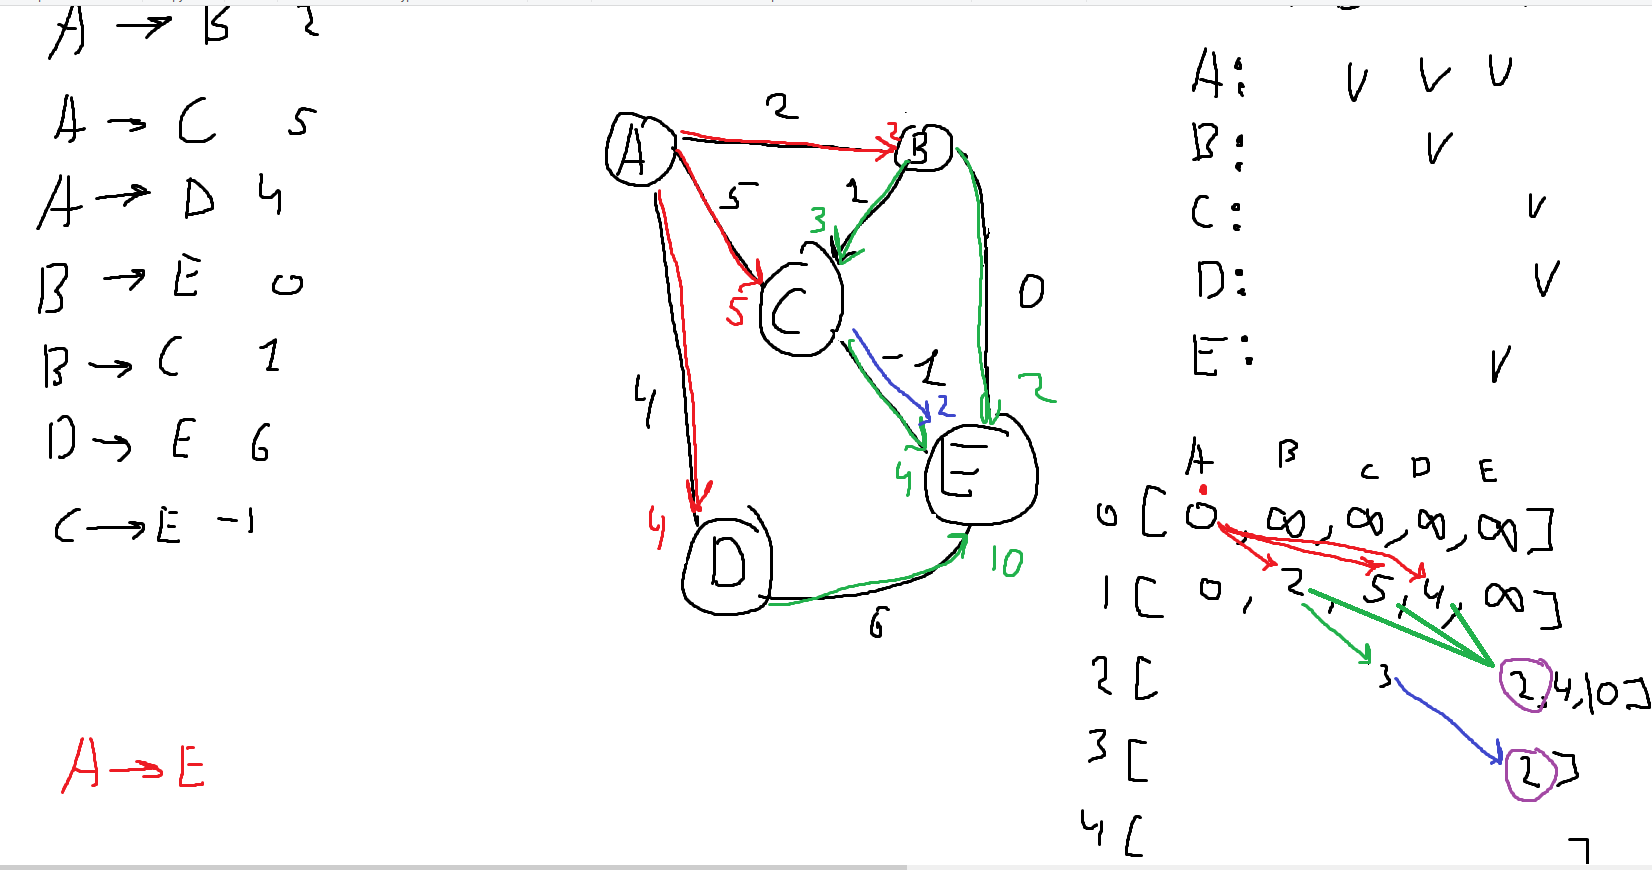 A → B 2
A → C 5
A → D 4
B → E 0
B → C 1
D → E 6
C → E -1
A → E
2
A
2
B
5
1
3
5
C
0
-1
2
2
4
4
E
4
D
10
6
A: V V V
B: V
C: V
D: V
E: V
A B C D E
0 [ 0, ∞, ∞, ∞, ∞]
1 [ 0, 2, 5, 4, ∞]
2 [ 3 2,4,10]
3 [ 2]
4 [ ]